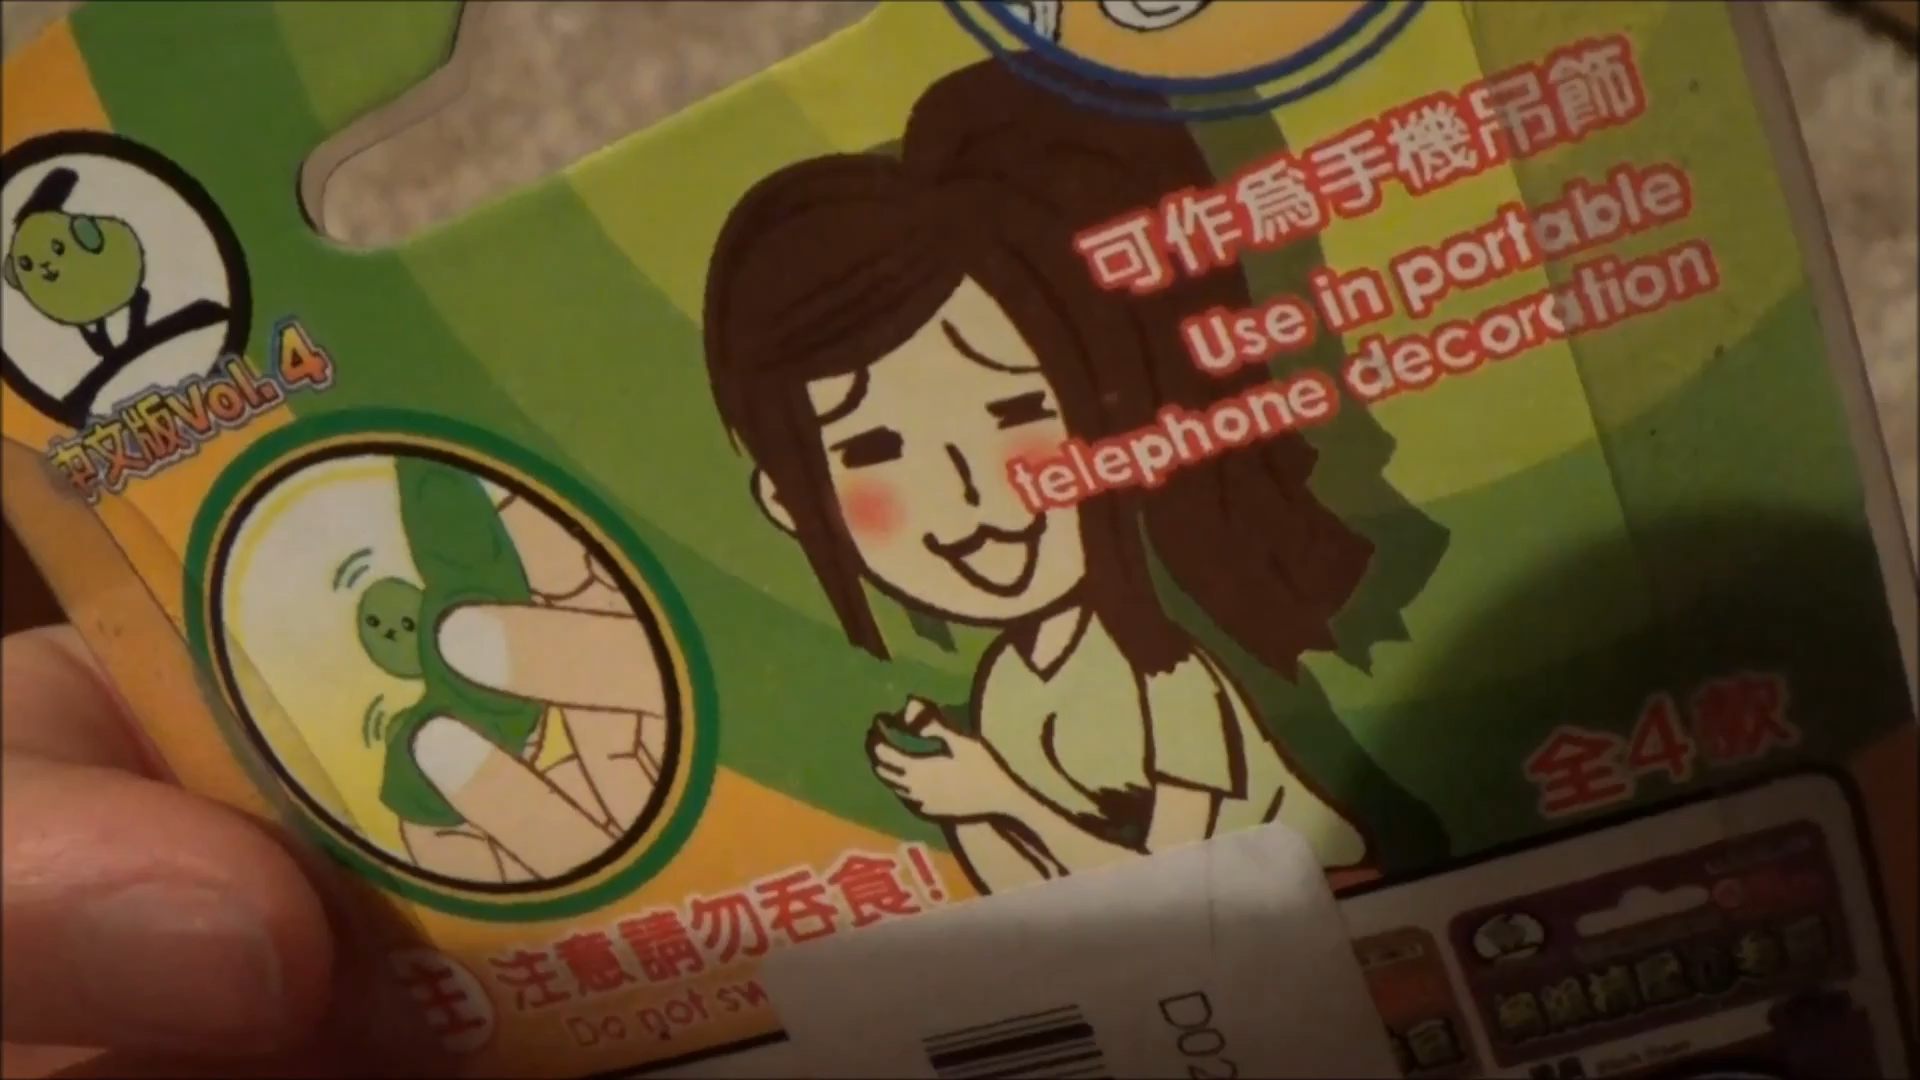 可作為手機吊飾
Use in portable
telephone decoration
中文版Vol.4
全4款
注意請勿吞食!
Do not sw
D02